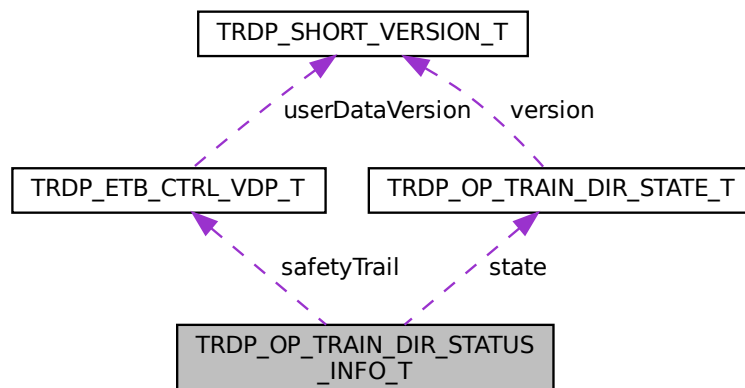 TRDP_SHORT_VERSION_T
userDataVersion
version
TRDP_ETB_CTRL_VDP_T
TRDP_OP_TRAIN_DIR_STATE_T
safetyTrail
state
TRDP_OP_TRAIN_DIR_STATUS
_INFO_T